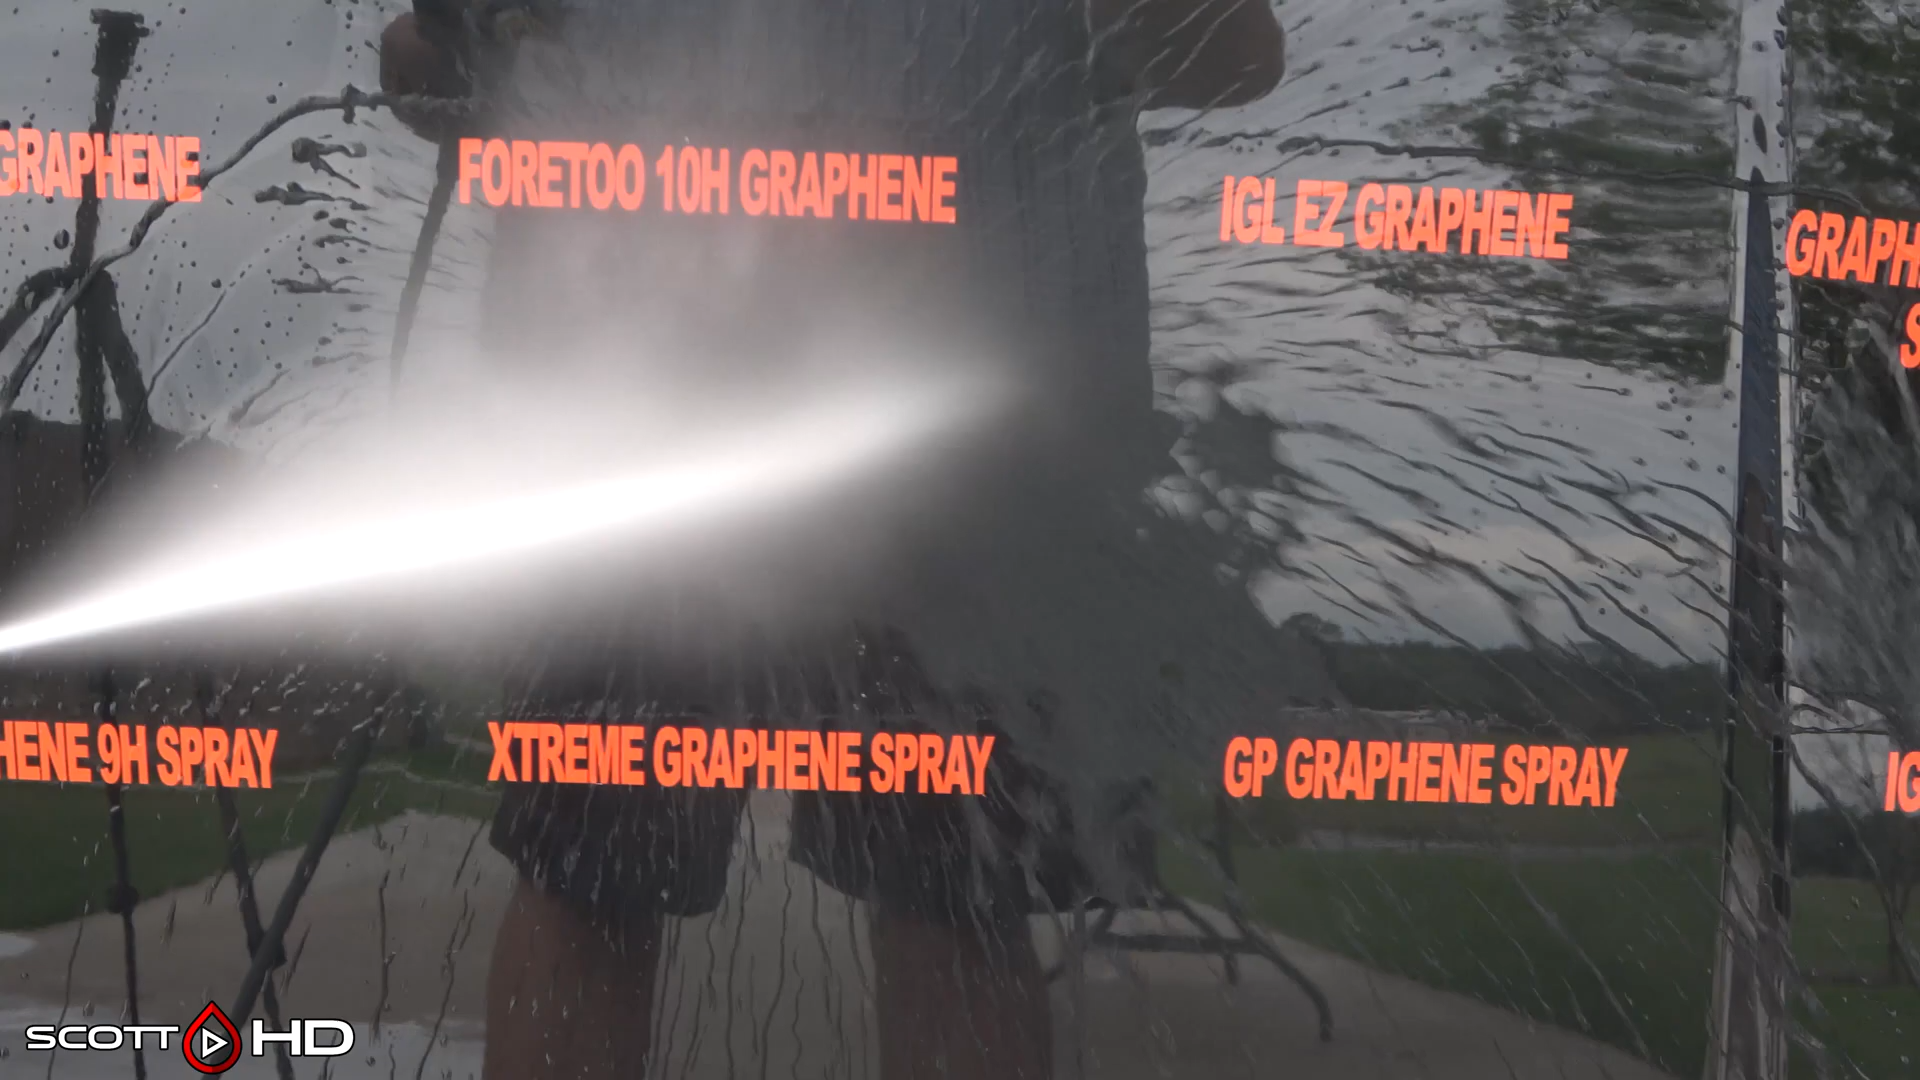 GRAPHENE
FORETOO 10H GRAPHENE
IGL EZ GRAPHENE
GRAPH
S
HENE 9H SPRAY
XTREME GRAPHENE SPRAY
GP GRAPHENE SPRAY
IG
SCOTT HD